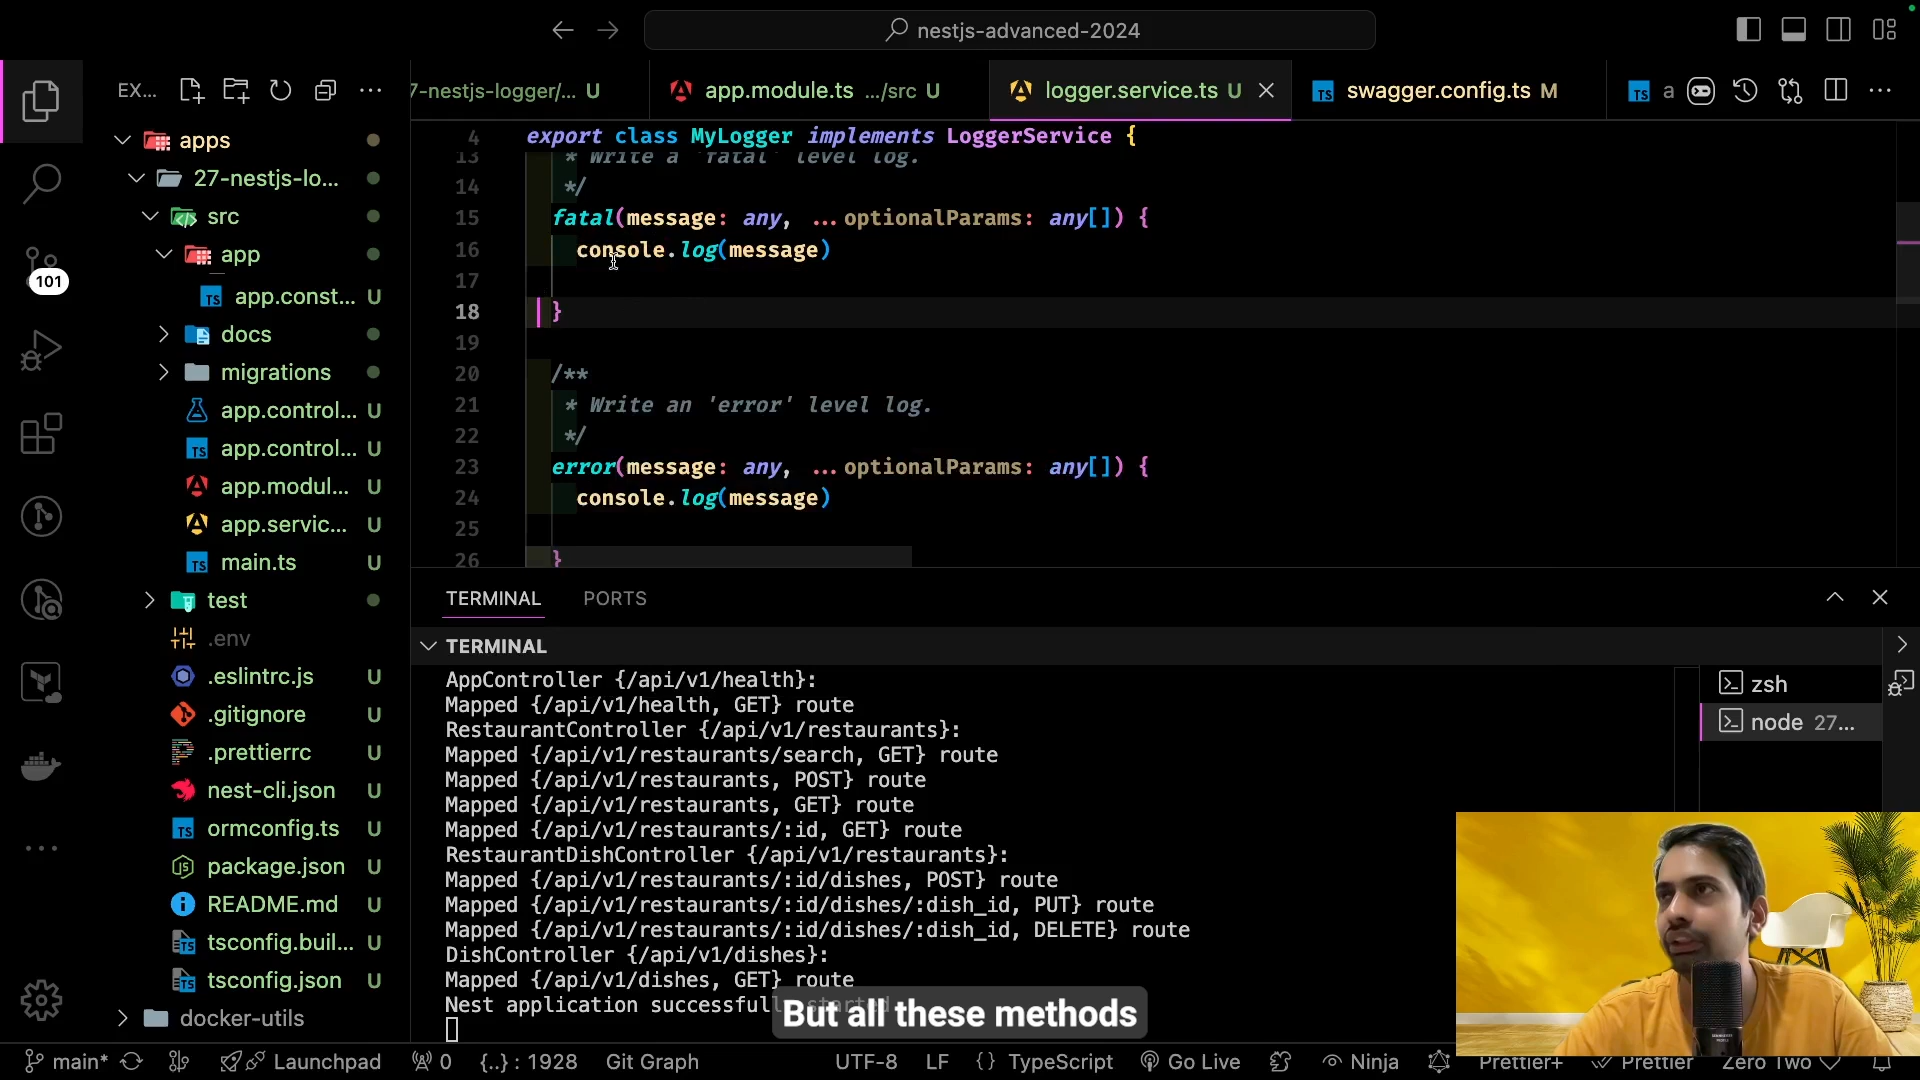 nestjs-advanced-2024
EX...
7-nestjs-logger/... U
app.module.ts .../src U
logger.service.ts U
swagger.config.ts M
a
apps
27-nestjs-lo...
src
app
app.const... U
docs
migrations
app.control... U
app.control... U
app.modul... U
app.servic... U
main.ts U
test
.env
.eslintrc.js U
.gitignore U
.prettierrc U
nest-cli.json U
ormconfig.ts U
package.json U
README.md U
tsconfig.buil... U
tsconfig.json U
docker-utils
101
4 export class MyLogger implements LoggerService {
13 * Write a 'fatal' level log.
14 */
15 fatal(message: any, ...optionalParams: any[]) {
16 console.log(message)
17
18 }
19
20 /**
21 * Write an 'error' level log.
22 */
23 error(message: any, ...optionalParams: any[]) {
24 console.log(message)
25
26 }
TERMINAL PORTS
TERMINAL
AppController {/api/v1/health}:
Mapped {/api/v1/health, GET} route
RestaurantController {/api/v1/restaurants}:
Mapped {/api/v1/restaurants/search, GET} route
Mapped {/api/v1/restaurants, POST} route
Mapped {/api/v1/restaurants, GET} route
Mapped {/api/v1/restaurants/:id, GET} route
RestaurantDishController {/api/v1/restaurants}:
Mapped {/api/v1/restaurants/:id/dishes, POST} route
Mapped {/api/v1/restaurants/:id/dishes/:dish_id, PUT} route
Mapped {/api/v1/restaurants/:id/dishes/:dish_id, DELETE} route
DishController {/api/v1/dishes}:
Mapped {/api/v1/dishes, GET} route
Nest application successfull
zsh
node 27...
But all these methods
main* Launchpad 0 {..} : 1928 Git Graph UTF-8 LF {} TypeScript Go Live Ninja Prettier+ Prettier Zero Two